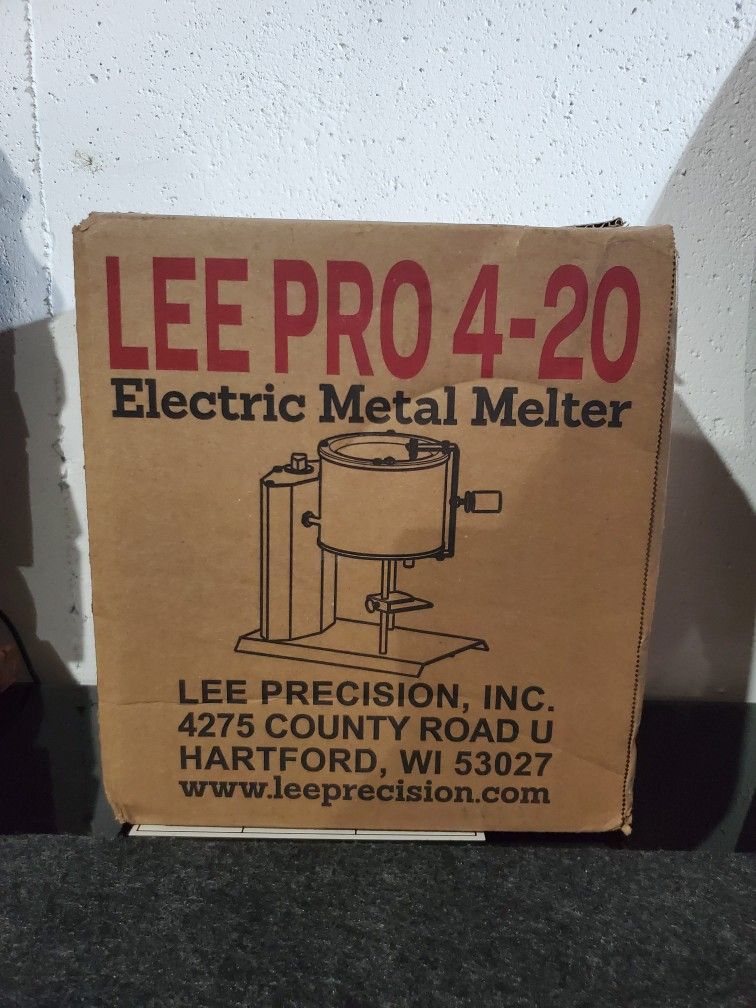 LEE PRO 4-20
Electric Metal Melter
LEE PRECISION, INC.
4275 COUNTY ROAD U
HARTFORD, WI 53027
www.leeprecision.com